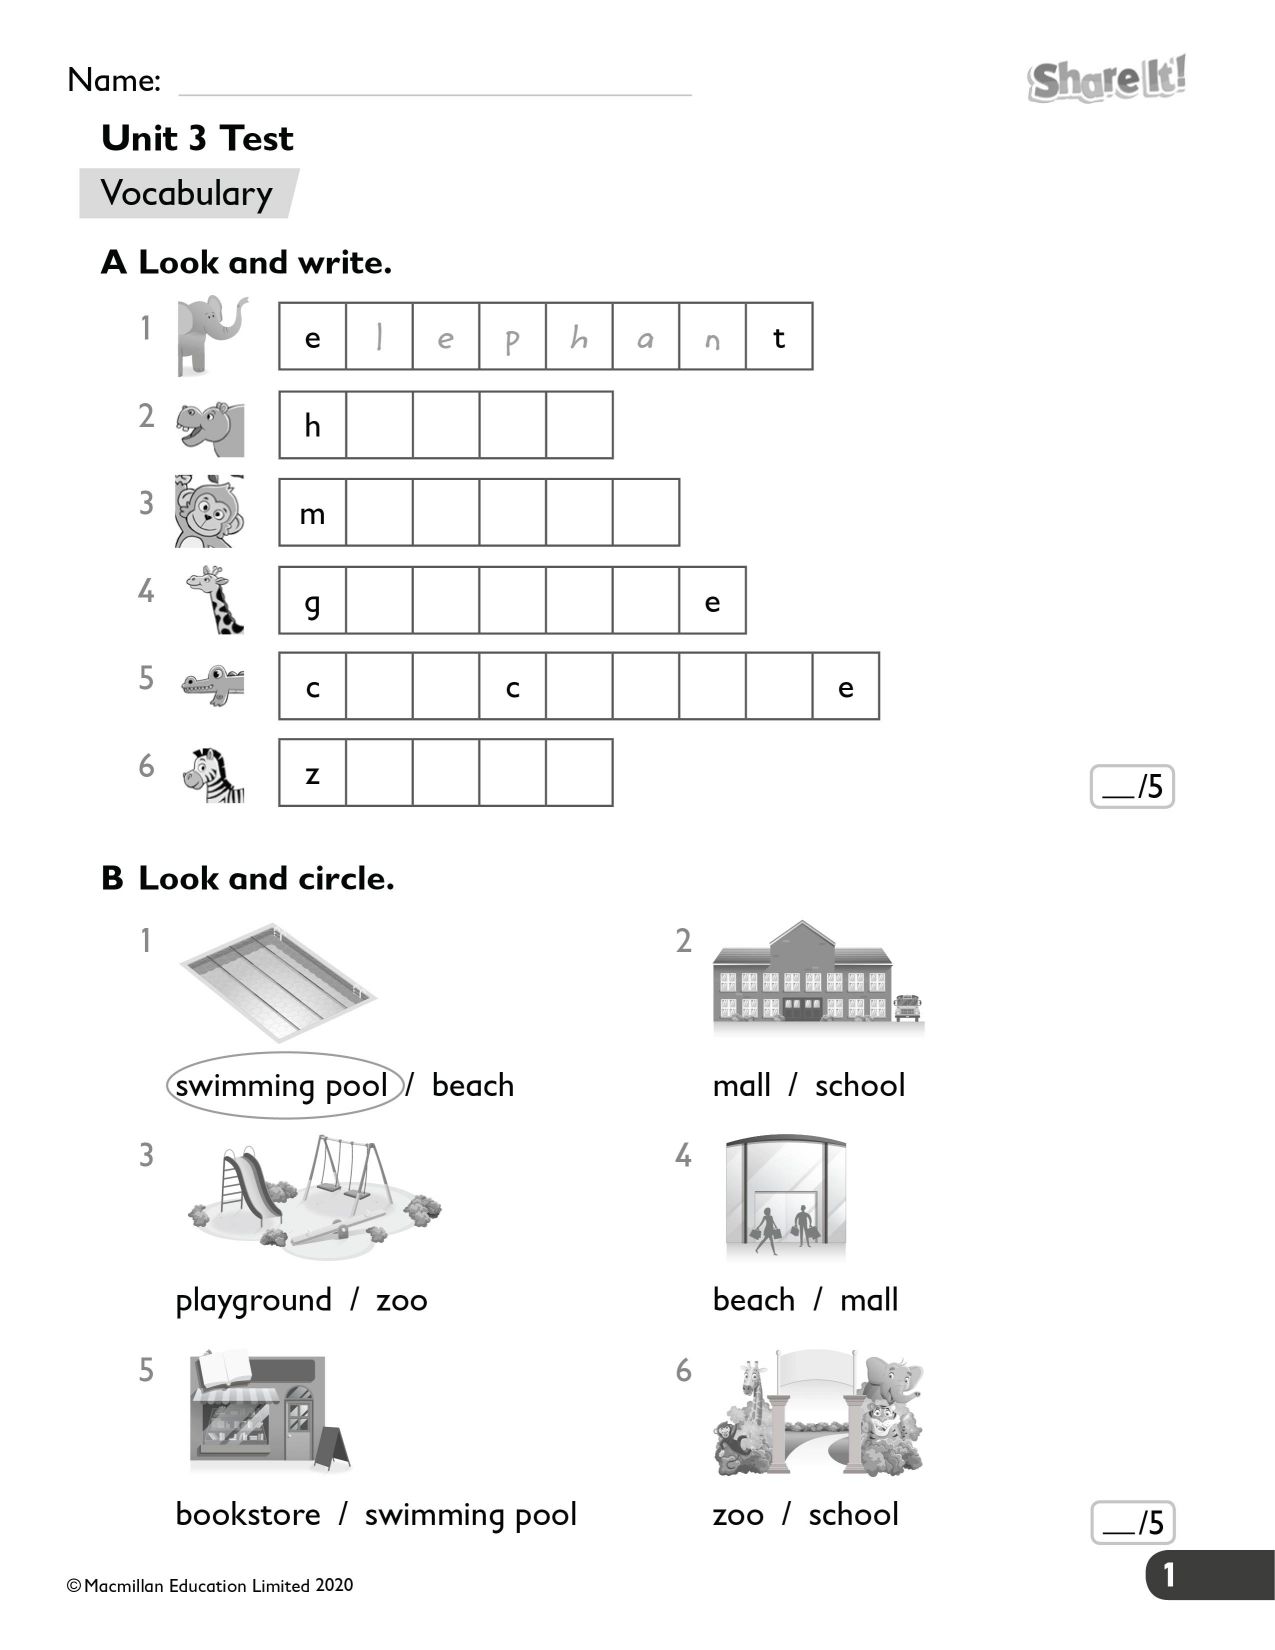 Name:
Share It!
Unit 3 Test
Vocabulary
A Look and write.
1 e l e p h a n t
2 h
3 m
4 g e
5 c c e
6 z
__/5
B Look and circle.
1 2
swimming pool / beach mall / school
3 4
playground / zoo beach / mall
5 6
bookstore / swimming pool zoo / school
__/5
© Macmillan Education Limited 2020
1